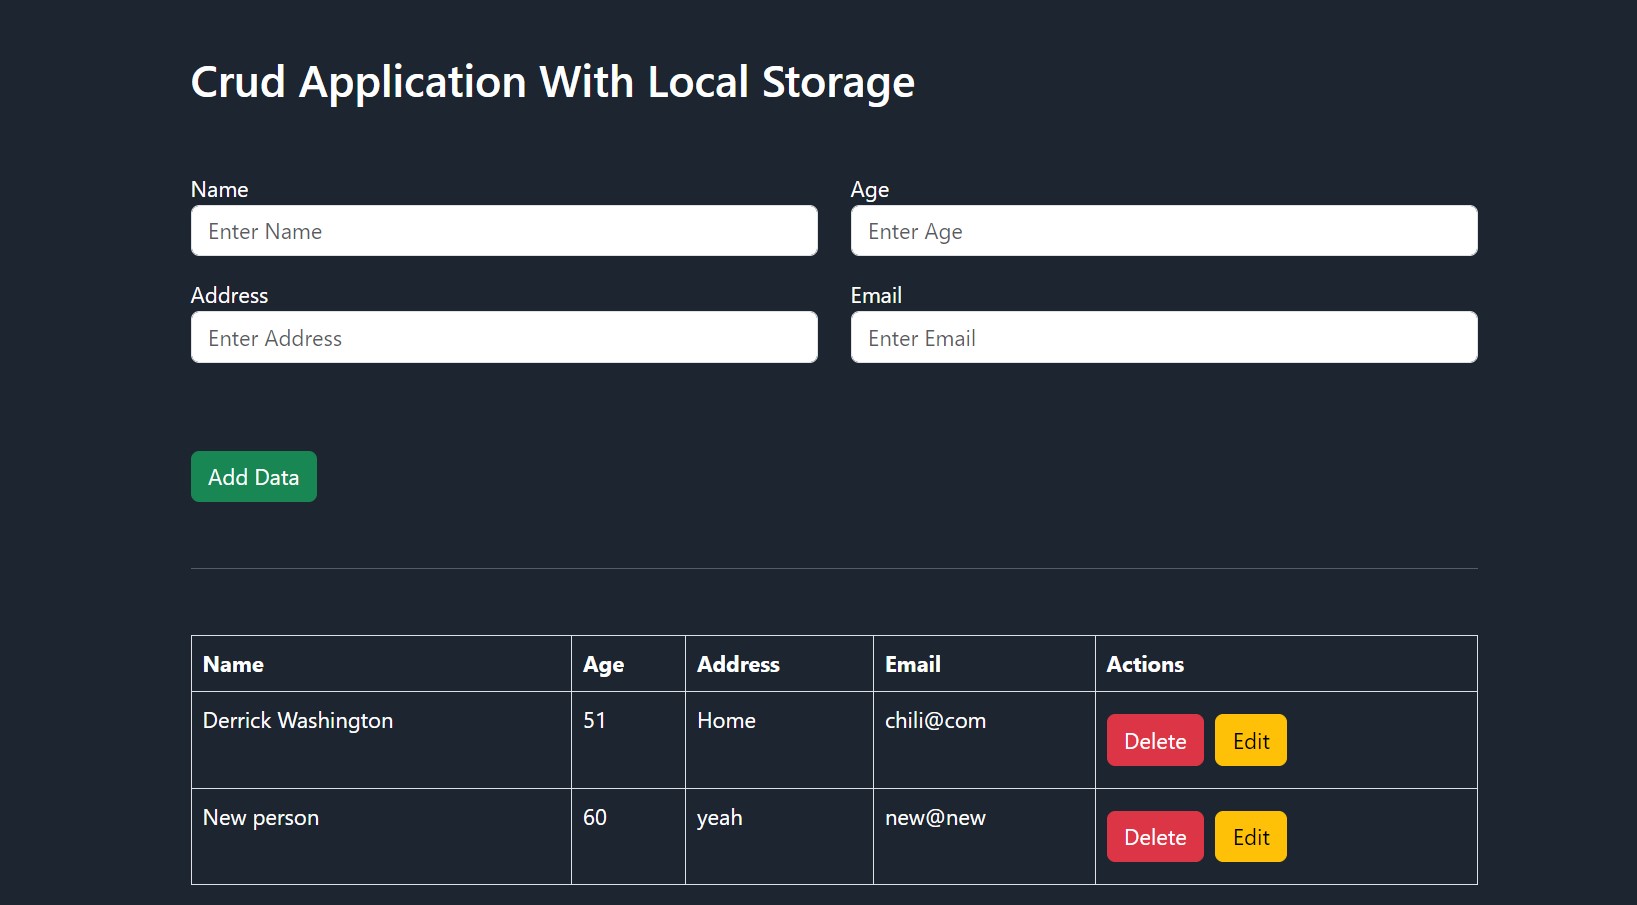 Crud Application With Local Storage
Name Age
Enter Name Enter Age
Address Email
Enter Address Enter Email
Add Data
Name Age Address Email Actions
Derrick Washington 51 Home chili@com Delete Edit
New person 60 yeah new@new Delete Edit